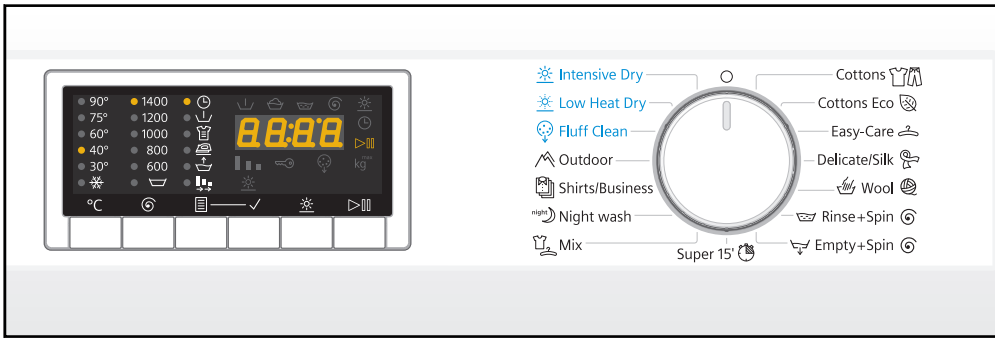 90° 1400
75° 1200
60° 1000
40° 800
30° 600
88:88
max
kg
°C
Intensive Dry
Low Heat Dry
Fluff Clean
Outdoor
Shirts/Business
night Night wash
Mix
Super 15'
Cottons
Cottons Eco
Easy-Care
Delicate/Silk
Wool
Rinse+Spin
Empty+Spin